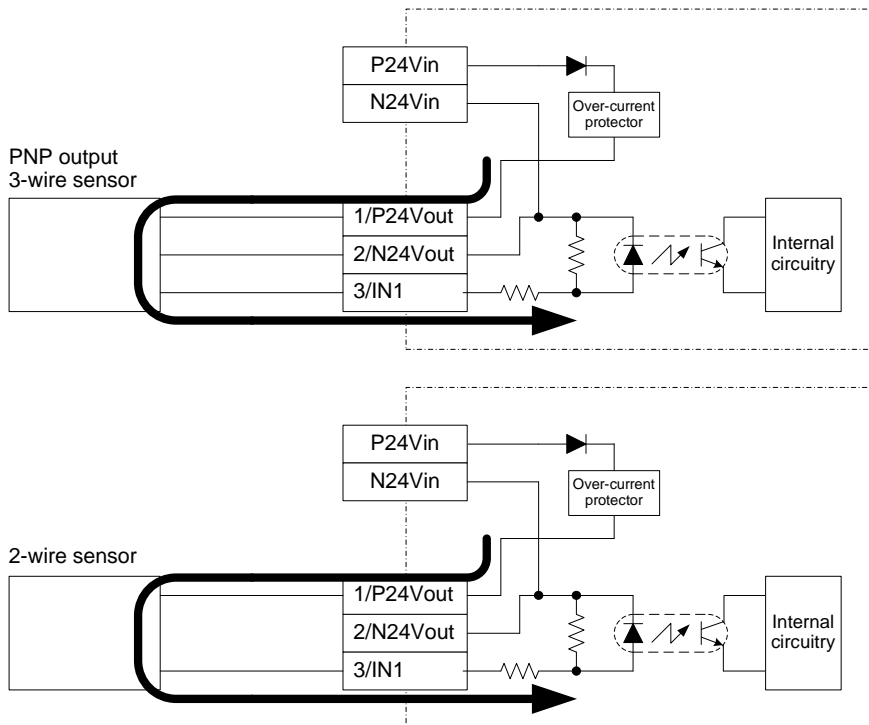 P24Vin
N24Vin
Over-current
protector
PNP output
3-wire sensor
1/P24Vout
2/N24Vout
3/IN1
Internal
circuitry
P24Vin
N24Vin
Over-current
protector
2-wire sensor
1/P24Vout
2/N24Vout
3/IN1
Internal
circuitry